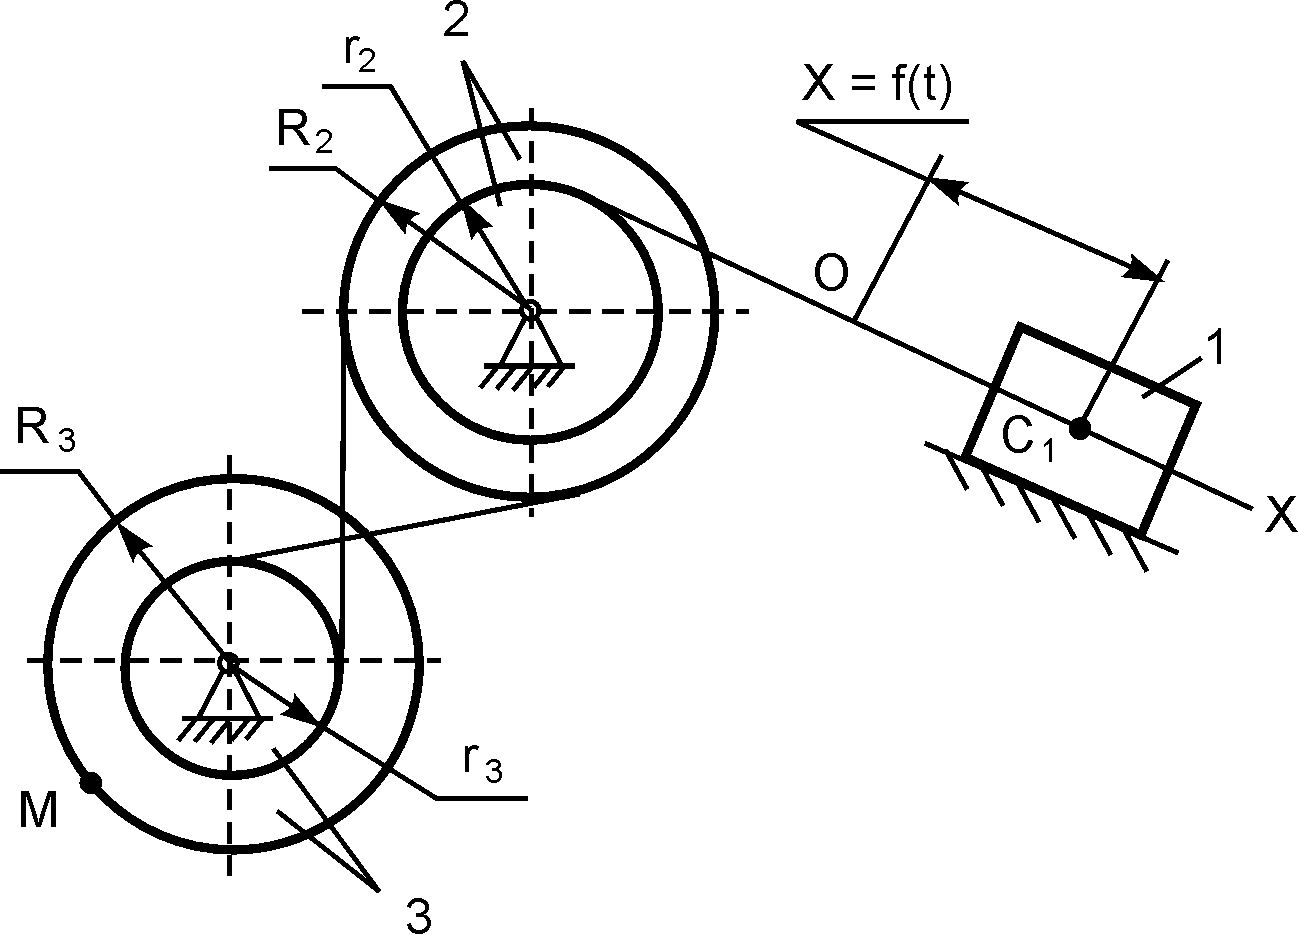 2
r2
X = f(t)
R2
O
1
R3
C1
X
r3
M
3